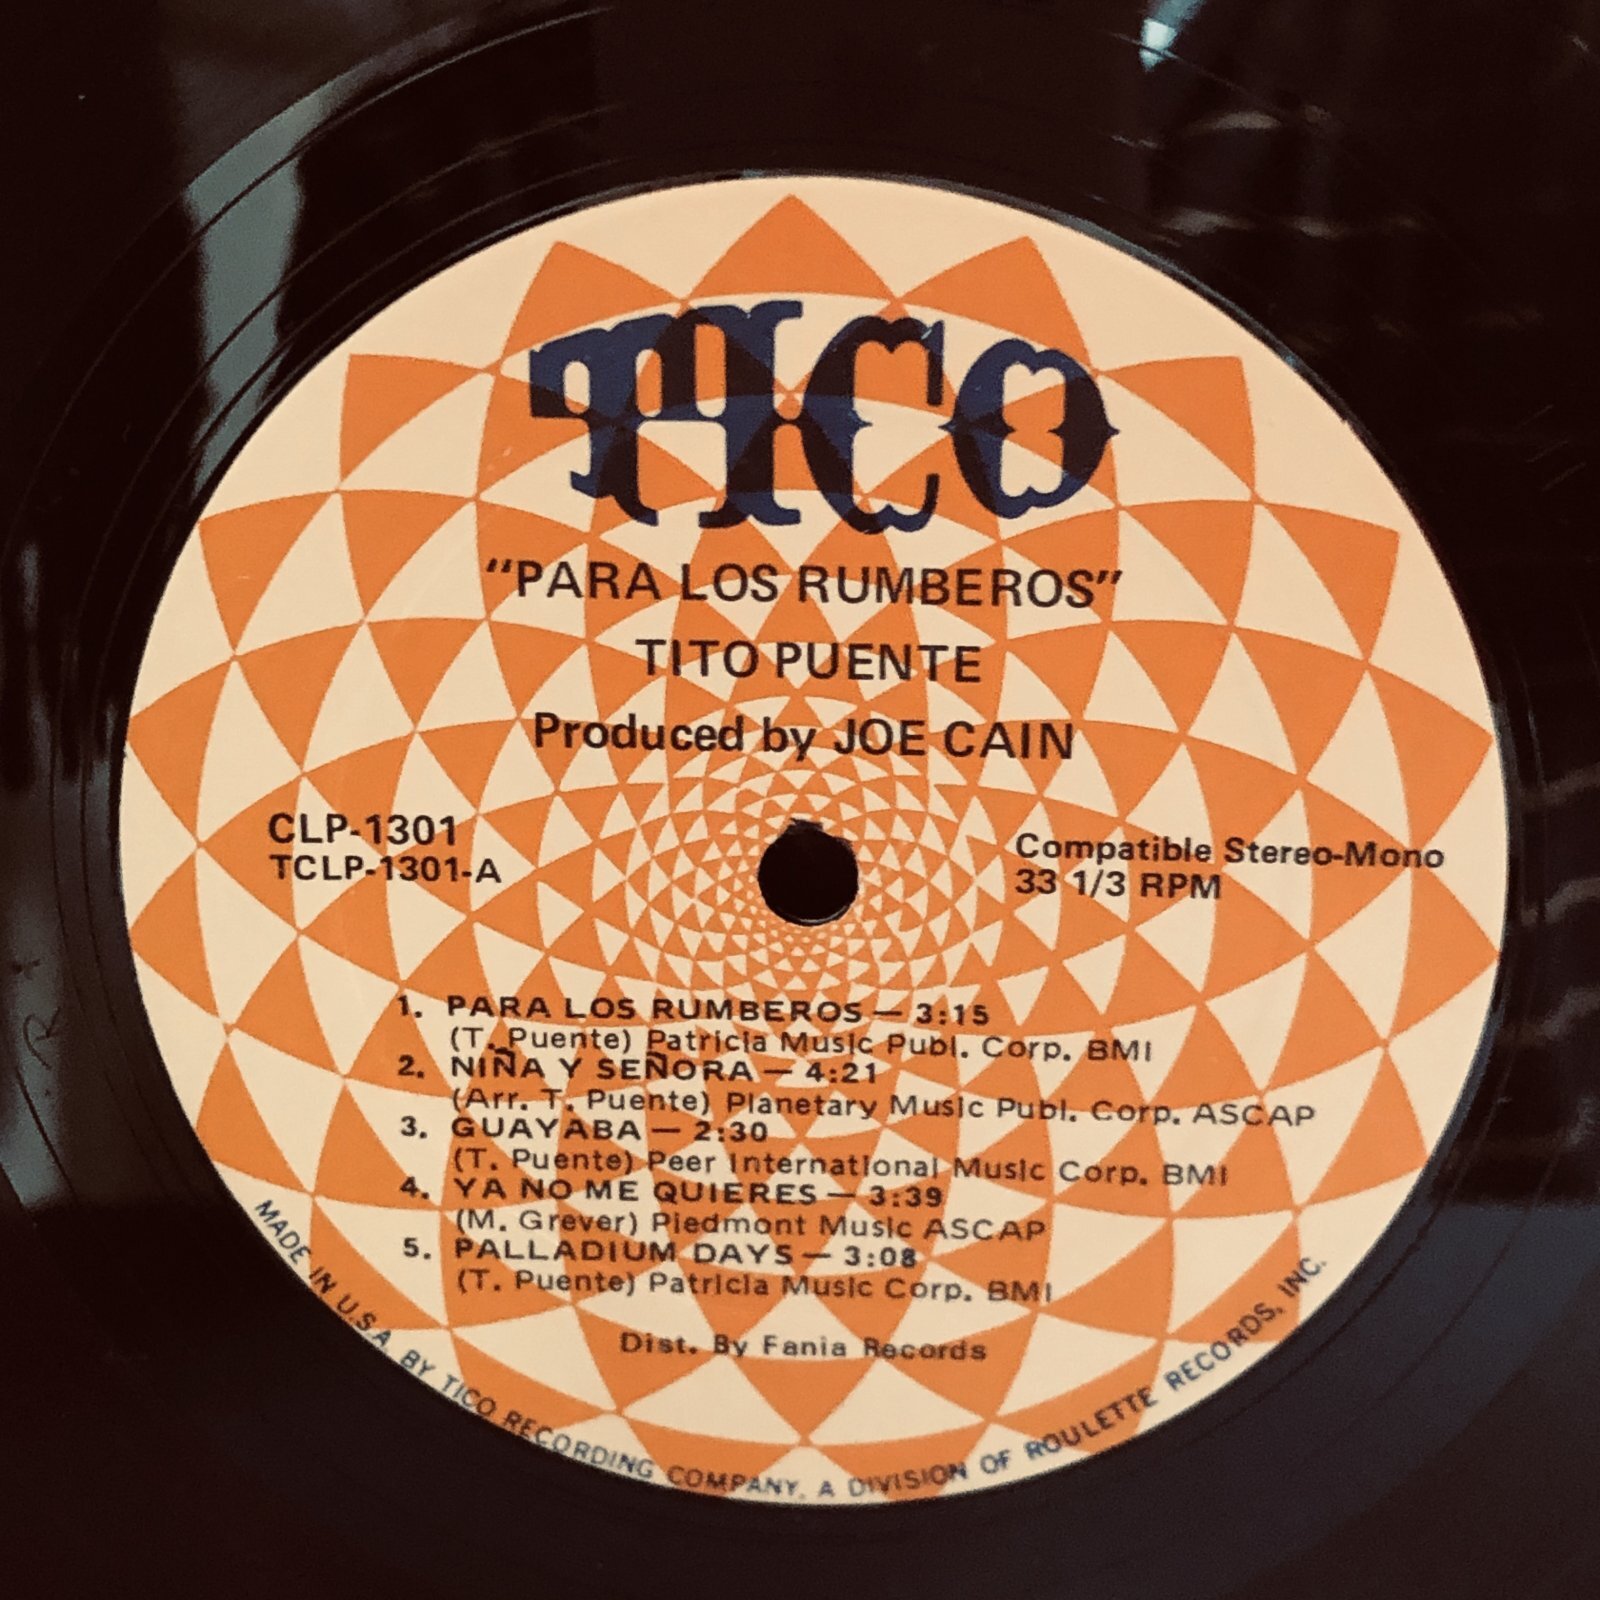 TICO
"PARA LOS RUMBEROS"
TITO PUENTE
Produced by JOE CAIN
CLP-1301
TCLP-1301-A
Compatible Stereo-Mono
33 1/3 RPM
1. PARA LOS RUMBEROS — 3:15
(T. Puente) Patricia Music Publ. Corp. BMI
2. NIÑA Y SEÑORA — 4:21
(Arr. T. Puente) Planetary Music Publ. Corp. ASCAP
3. GUAYABA — 2:30
(T. Puente) Peer International Music Corp. BMI
4. YA NO ME QUIERES — 3:39
(M. Grever) Piedmont Music ASCAP
5. PALLADIUM DAYS — 3:08
(T. Puente) Patricia Music Corp. BMI
Dist. By Fania Records
MADE IN U.S.A. BY TICO RECORDING COMPANY, A DIVISION OF ROULETTE RECORDS, INC.